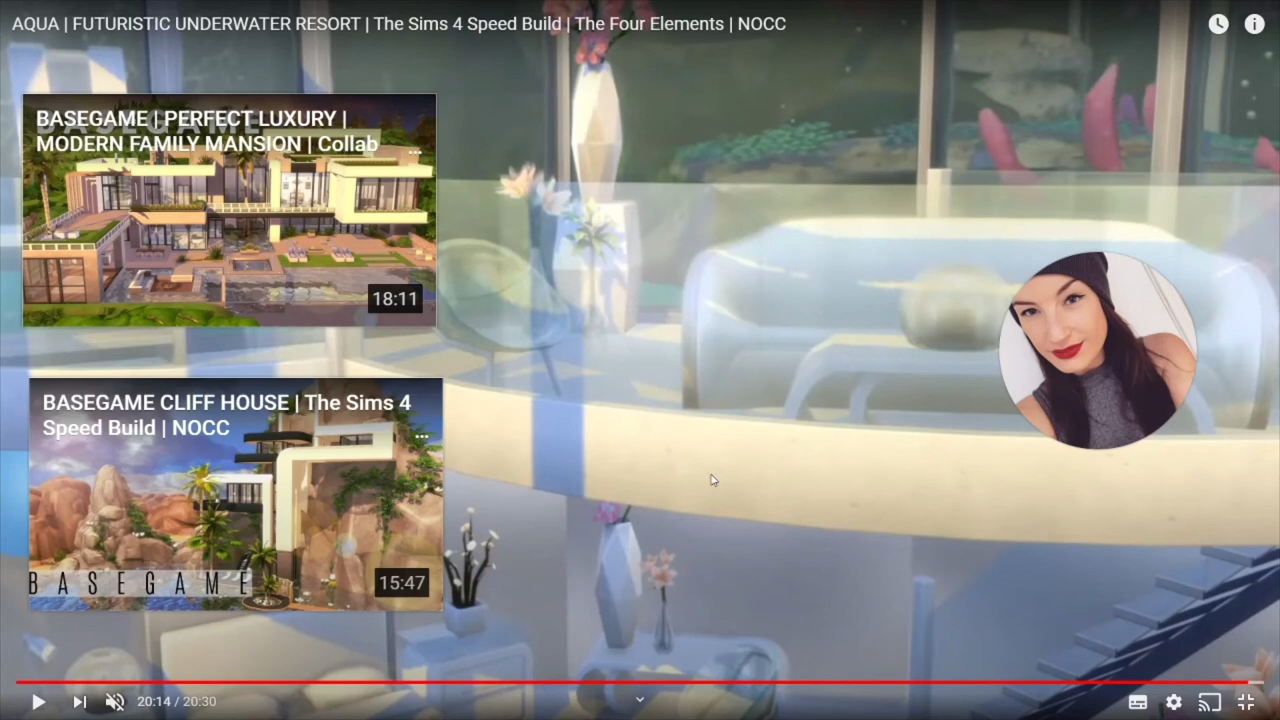 AQUA | FUTURISTIC UNDERWATER RESORT | The Sims 4 Speed Build | The Four Elements | NOCC
BASEGAME
BASEGAME | PERFECT LUXURY |
MODERN FAMILY MANSION | Collab
...
18:11
BASEGAME CLIFF HOUSE | The Sims 4
Speed Build | NOCC
...
BASEGAME
15:47
20:14 / 20:30